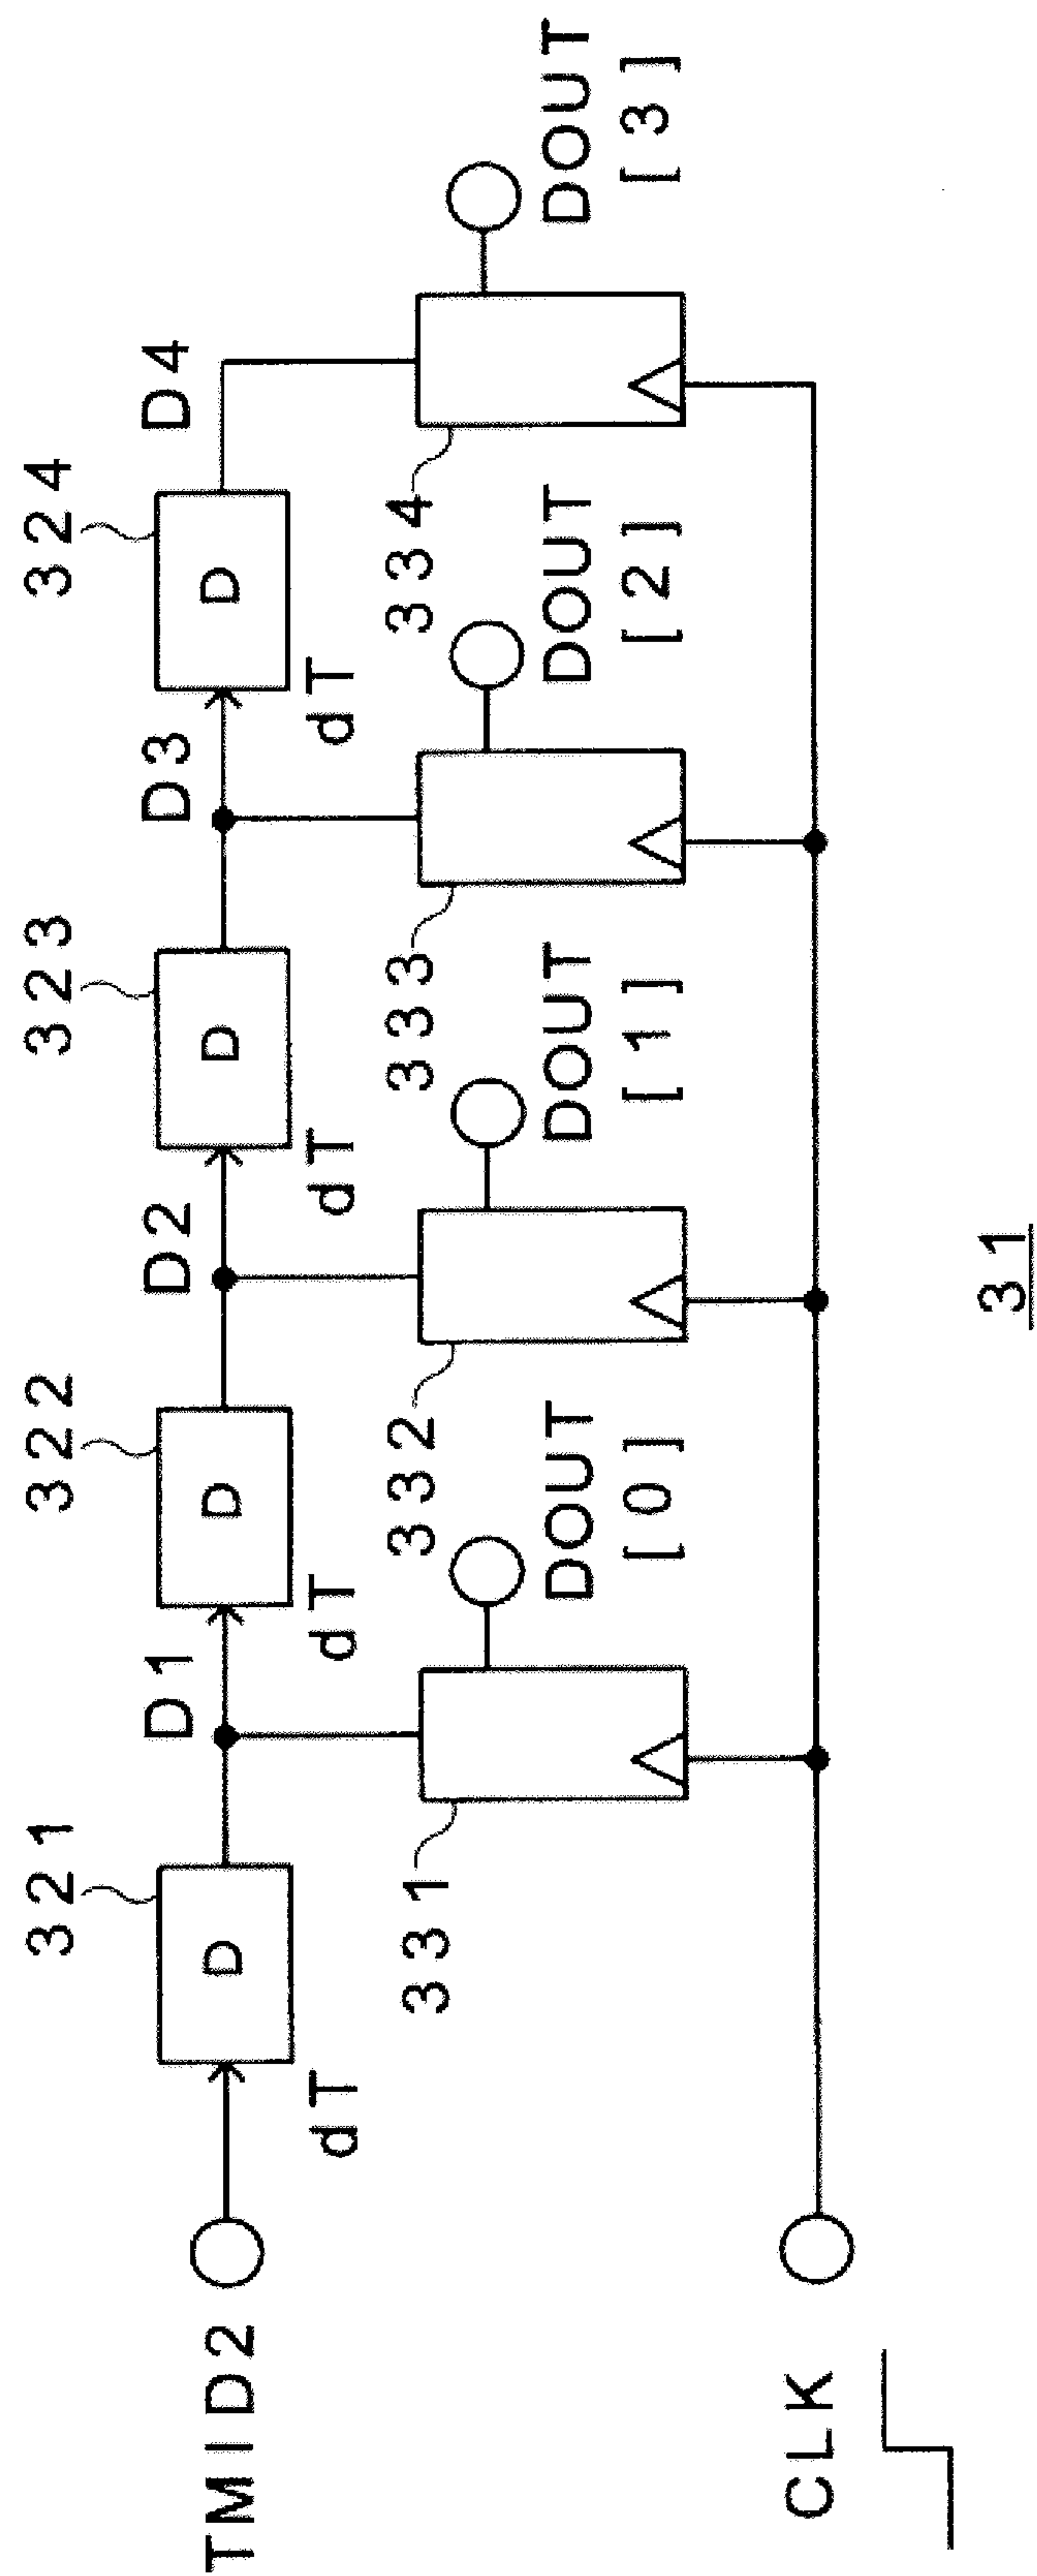 321 322 323 324
D D D D
D1 D2 D3 D4
TMID2
dT dT dT dT
331 332 333 334
DOUT DOUT DOUT DOUT
[0] [1] [2] [3]
CLK
31